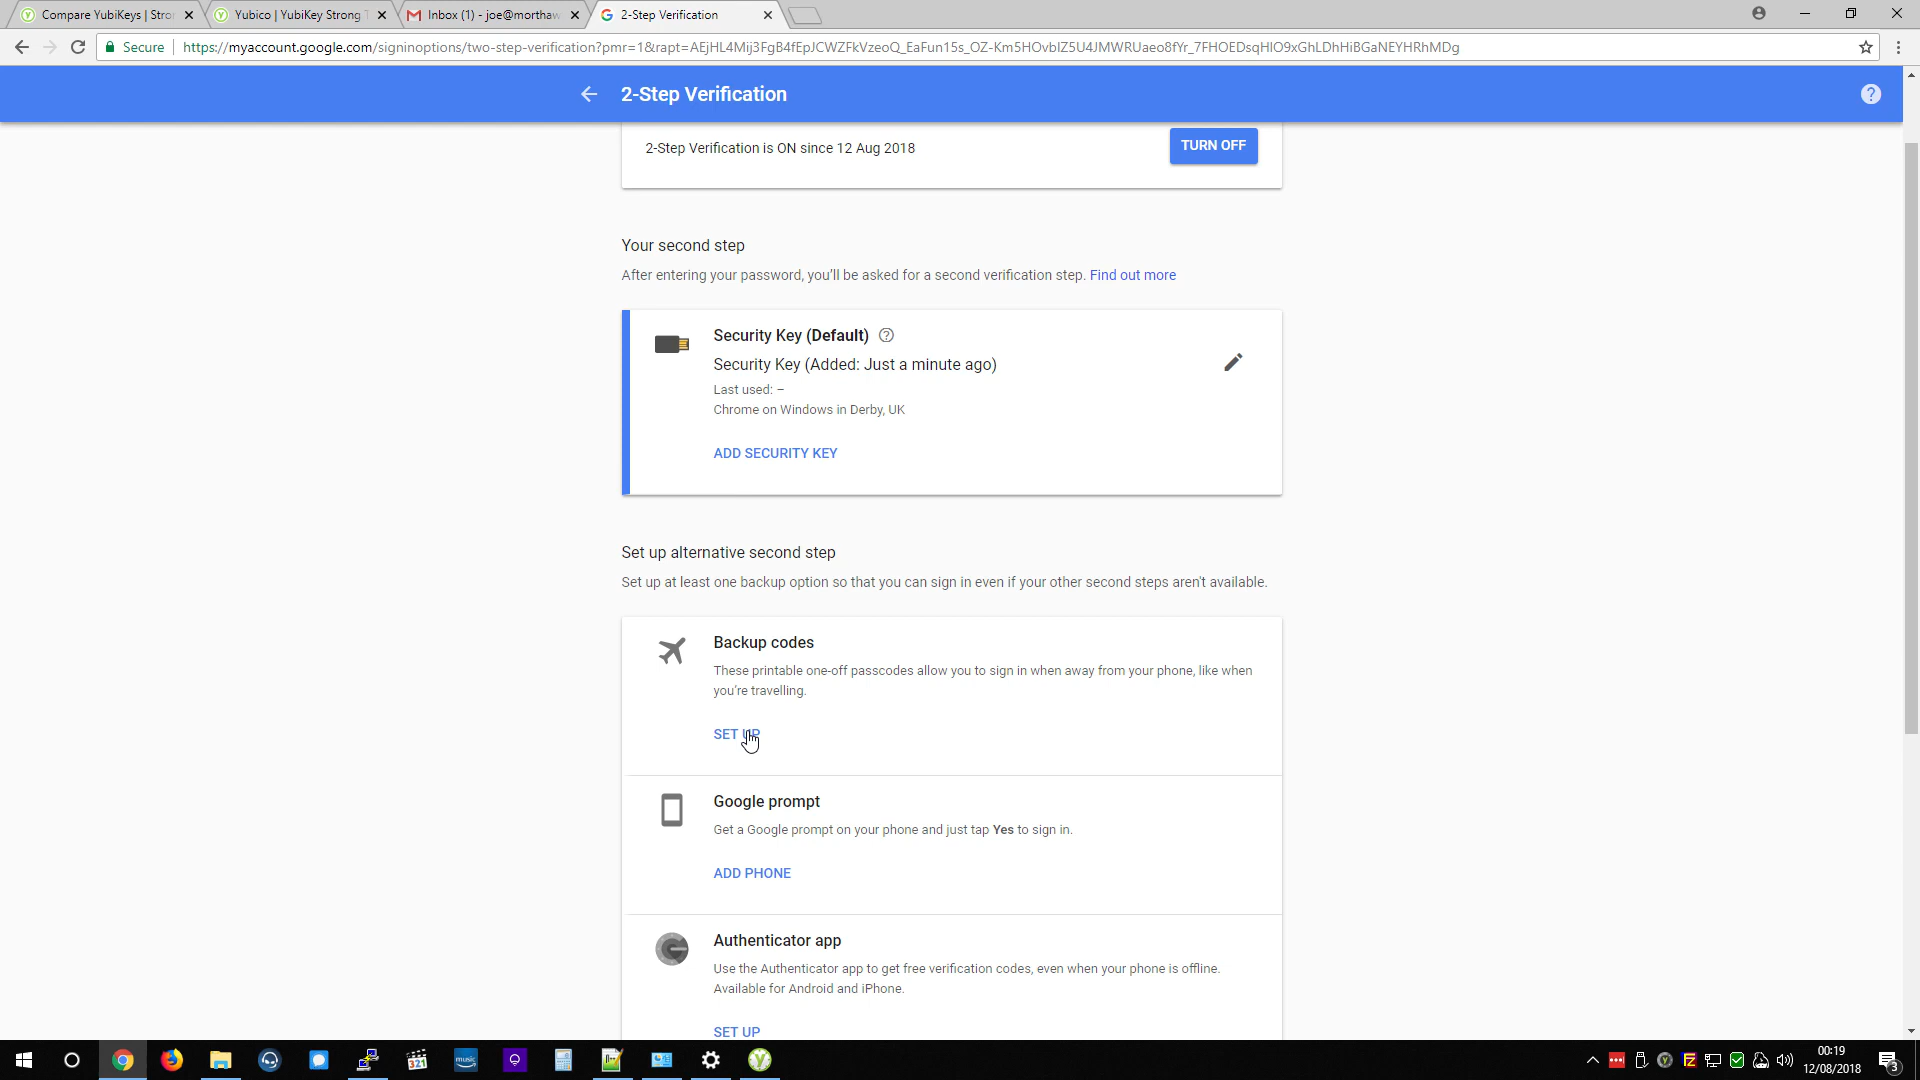 Compare YubiKeys | Stro
Yubico | YubiKey Strong T
Inbox (1) - joe@morthaw
2-Step Verification
Secure
https://myaccount.google.com/signinoptions/two-step-verification?pmr=1&rapt=AEjHL4Mij3FgB4fEpJCWZFkVzeoQ_EaFun15s_OZ-Km5HOvbIZ5U4JMWRUaeo8fYr_7FHOEDsqHIO9xGhLDhHiBGaNEYHRhMDg
2-Step Verification
2-Step Verification is ON since 12 Aug 2018
TURN OFF
Your second step
After entering your password, you'll be asked for a second verification step. Find out more
Security Key (Default)
Security Key (Added: Just a minute ago)
Last used: –
Chrome on Windows in Derby, UK
ADD SECURITY KEY
Set up alternative second step
Set up at least one backup option so that you can sign in even if your other second steps aren't available.
Backup codes
These printable one-off passcodes allow you to sign in when away from your phone, like when
you're travelling.
SET UP
Google prompt
Get a Google prompt on your phone and just tap Yes to sign in.
ADD PHONE
Authenticator app
Use the Authenticator app to get free verification codes, even when your phone is offline.
Available for Android and iPhone.
SET UP
321
music
00:19
12/08/2018
3